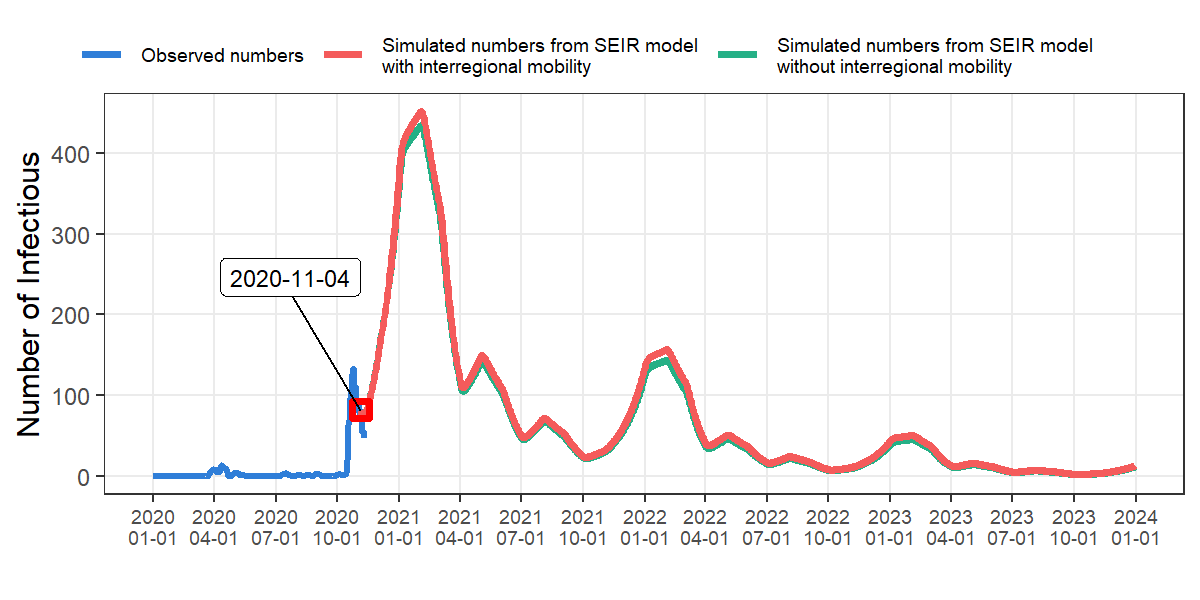 Observed numbers
Simulated numbers from SEIR model
with interregional mobility
Simulated numbers from SEIR model
without interregional mobility
Number of Infectious
400
300
200
100
0
2020-11-04
2020 2020 2020 2020 2021 2021 2021 2021 2022 2022 2022 2022 2023 2023 2023 2023 2024
01-01 04-01 07-01 10-01 01-01 04-01 07-01 10-01 01-01 04-01 07-01 10-01 01-01 04-01 07-01 10-01 01-01